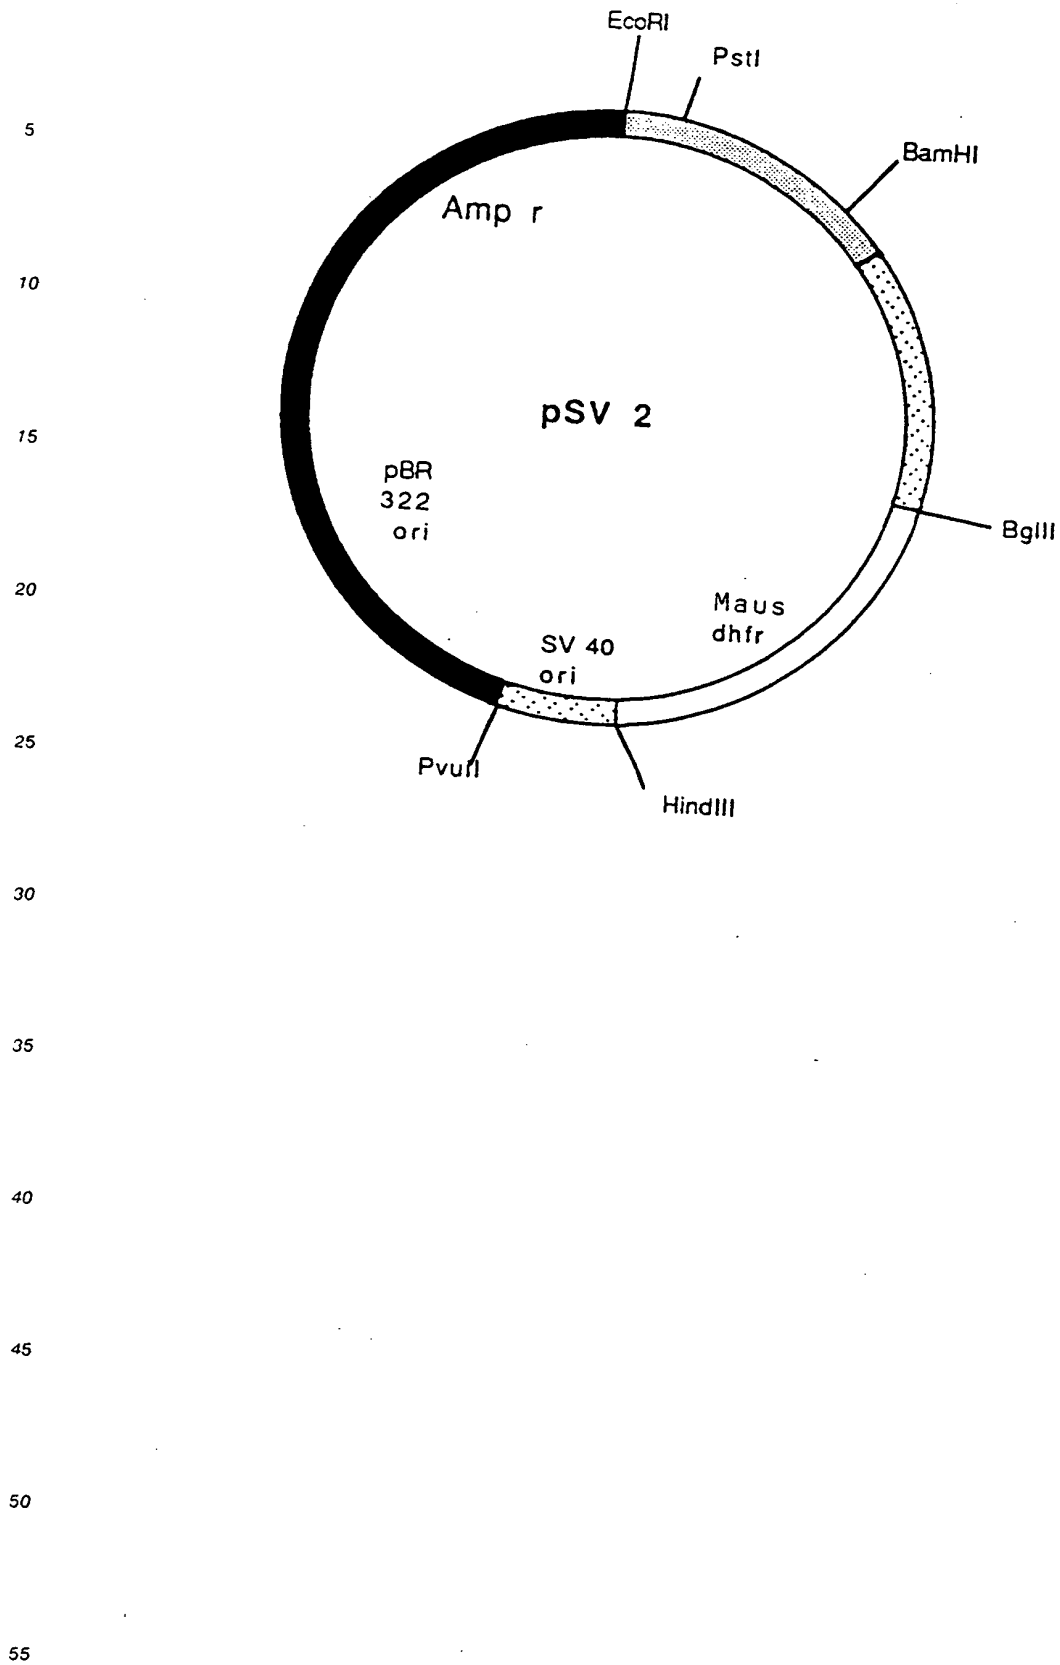 EcoRI
PstI
5
BamHI
Amp r
10
pSV 2
15
pBR
322
ori
BglII
20
Maus
dhfr
SV 40
ori
25
PvuII
HindIII
30
35
40
45
50
55